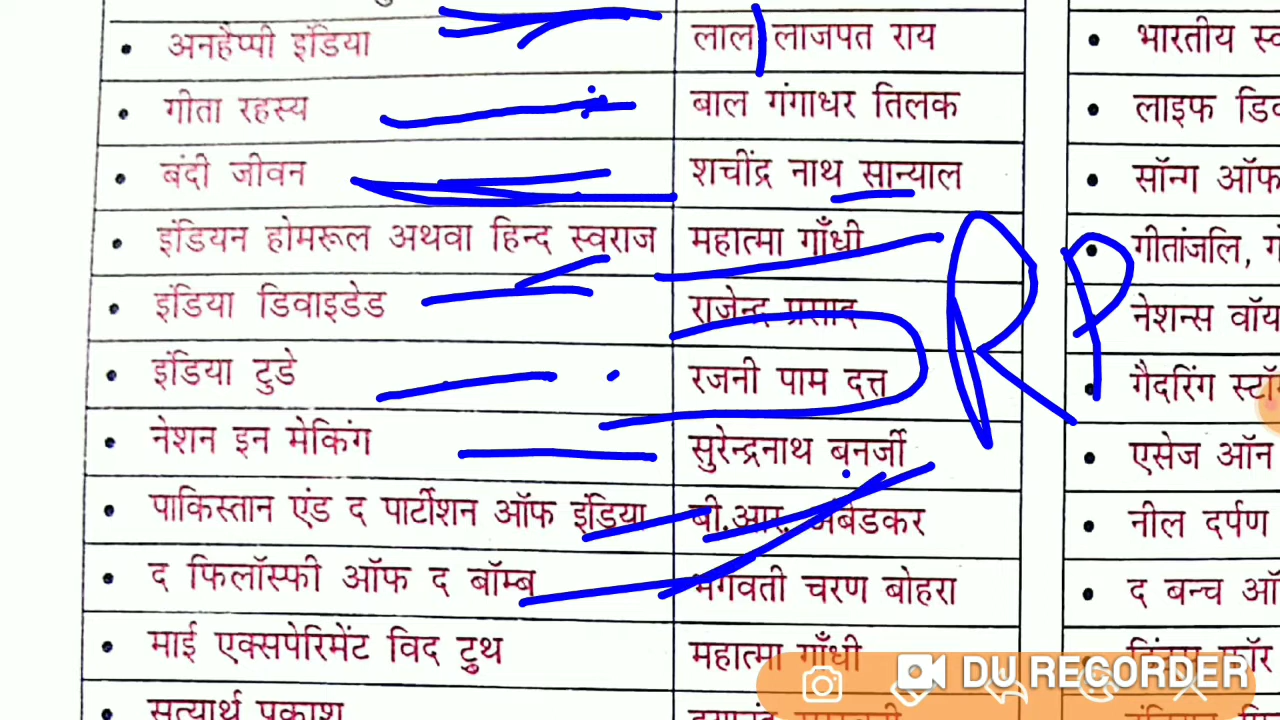 • अनहैप्पी इंडिया लाल लाजपत राय • भारतीय
• गीता रहस्य बाल गंगाधर तिलक • लाइफ
• बंदी जीवन शचींद्र नाथ सान्याल • सॉन्ग ऑफ
• इंडियन होमरूल अथवा हिन्द स्वराज महात्मा गाँधी • गीतांजलि,
• इंडिया डिवाइडेड राजेन्द्र प्रसाद नेशन्स
• इंडिया टुडे रजनी पाम दत्त • गैदरिंग
• नेशन इन मेकिंग सुरेन्द्रनाथ बनर्जी • एसेज ऑन
• पाकिस्तान एंड द पार्टीशन ऑफ इंडिया बी.आर. अंबेडकर • नील दर्पण
• द फिलॉस्फी ऑफ द बॉम्ब भगवती चरण बोहरा • द बन्च
• माई एक्सपेरिमेंट विद टुथ महात्मा गाँधी
सत्यार्थ प्रकाश
RP
DU RECORDER